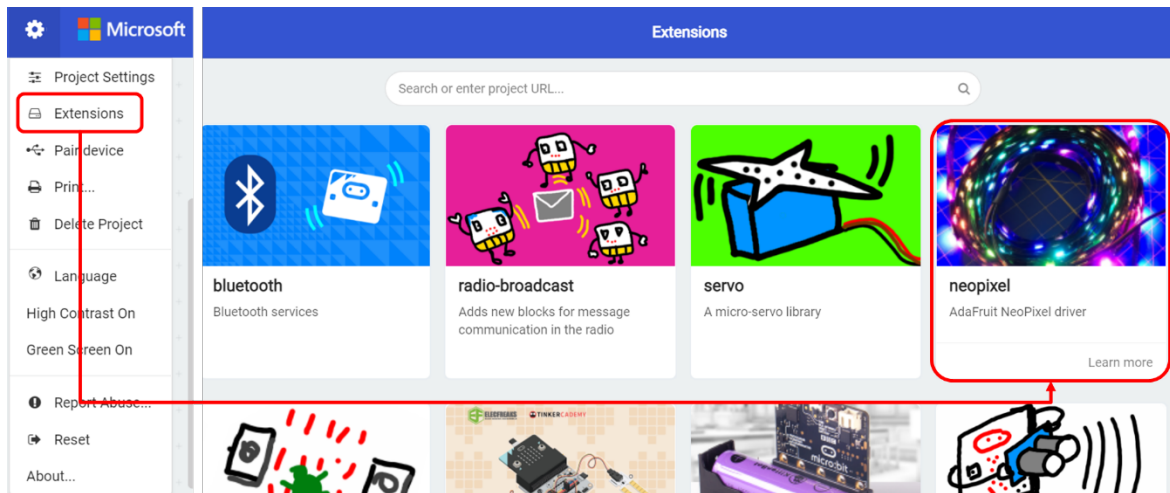 Microsoft
Extensions
Project Settings
Extensions
Pair device
Print...
Delete Project
Language
High Contrast On
Green Screen On
Report Abuse...
Reset
About...
Search or enter project URL...
bluetooth
Bluetooth services
radio-broadcast
Adds new blocks for message
communication in the radio
servo
A micro-servo library
neopixel
AdaFruit NeoPixel driver
Learn more
ELECFREAKS
TINKERCADEMY
BBC
micro:bit